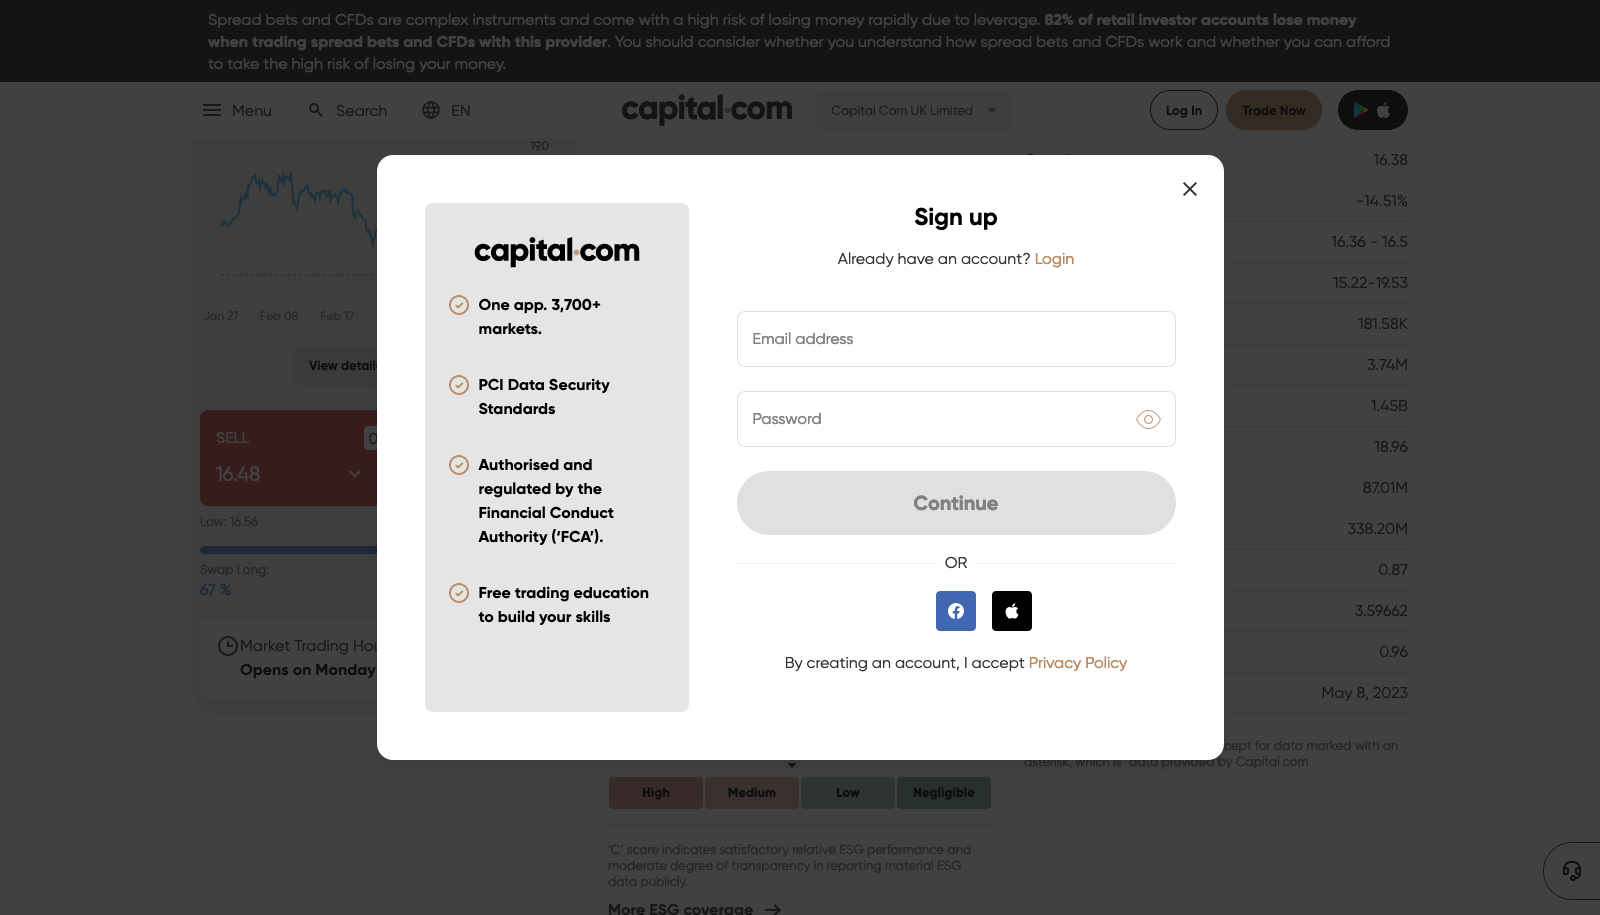 Spread bets and CFDs are complex instruments and come with a high risk of losing money rapidly due to leverage. 82% of retail investor accounts lose money
when trading spread bets and CFDs with this provider. You should consider whether you understand how spread bets and CFDs work and whether you can afford
to take the high risk of losing your money.
Menu
Search
EN
capital.com
Capital Com UK Limited
Log In
Trade Now
19.0
Jan 27
Feb 08
Feb 17
View
SELL
16.48
Low: 16.56
Swap Long:
67 %
Market Trading
Opens on Monday
capital.com
One app. 3,700+
markets.
PCI Data Security
Standards
Authorised and
regulated by the
Financial Conduct
Authority (‘FCA’).
Free trading education
to build your skills
Sign up
Already have an account? Login
Email address
Password
Continue
OR
By creating an account, I accept Privacy Policy
16.38
-14.51%
16.36 - 16.5
15.22-19.53
181.58K
3.74M
1.45B
18.96
87.01M
338.20M
0.87
3.59662
0.96
May 8, 2023
for data marked with an
asterisk, which is data provided by Capital.com
High
Medium
Low
Negligible
‘C’ score indicates satisfactory relative ESG performance and
moderate degree of transparency in reporting material ESG
data publicly.
More ESG coverage